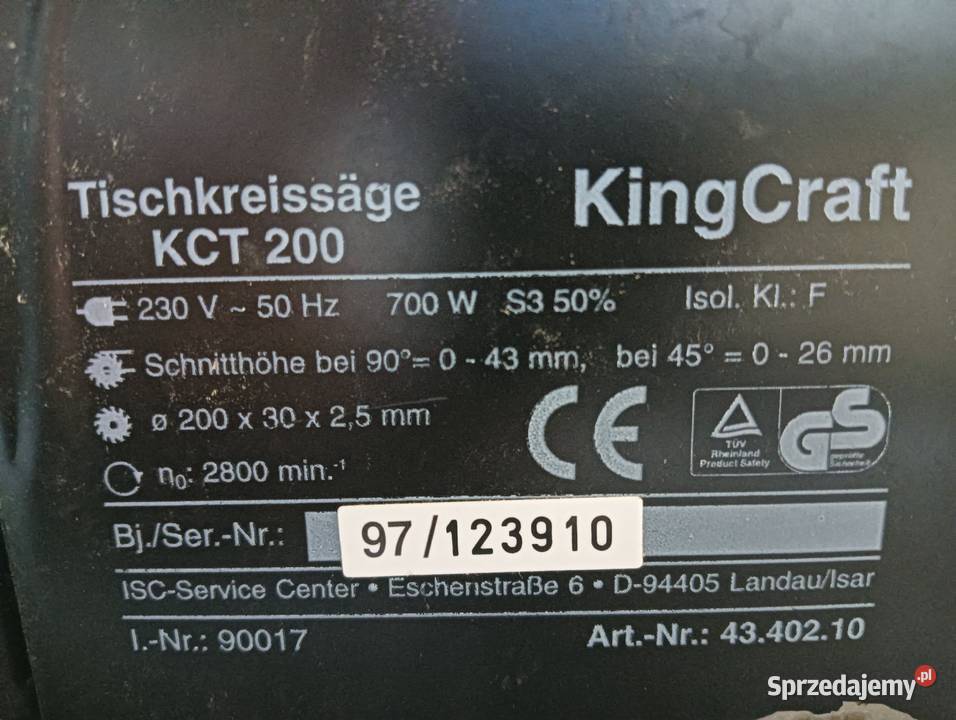 Tischkreissäge KingCraft
KCT 200
230 V ~ 50 Hz 700 W S3 50% Isol. Kl.: F
Schnitthöhe bei 90°= 0 - 43 mm, bei 45° = 0 - 26 mm
ø 200 x 30 x 2,5 mm
CE
TÜV
Rheinland
Product Safety
GS
geprüfte
Sicherheit
n₀: 2800 min.⁻¹
Bj./Ser.-Nr.: 97/123910
ISC-Service Center • Eschenstraße 6 • D-94405 Landau/Isar
I.-Nr.: 90017 Art.-Nr.: 43.402.10
Sprzedajemy.pl